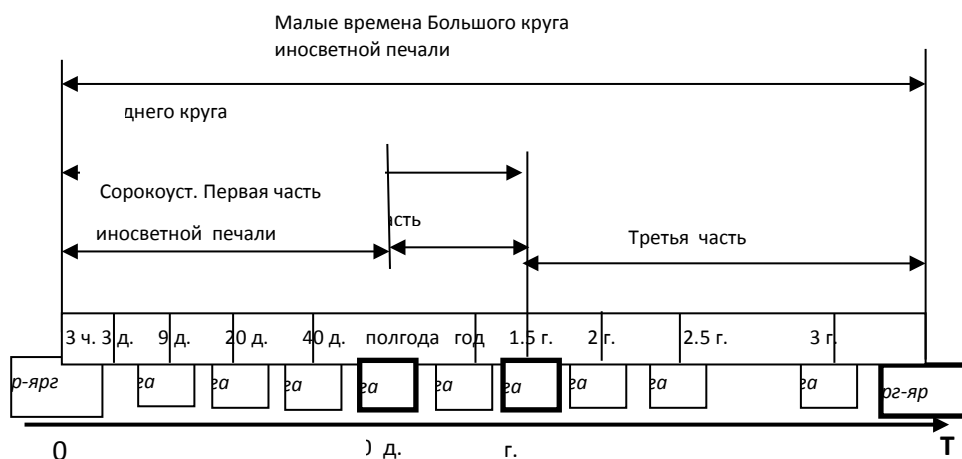 Малые времена Большого круга
иносветной печали
днего круга
Сорокоуст. Первая часть
иносветной печали
асть
Третья часть
3 ч. 3 д. 9 д. 20 д. 40 д. полгода год 1.5 г. 2 г. 2.5 г. 3 г.
р-ярг га га га га га га га га га рг-яр
0 д. г. Т